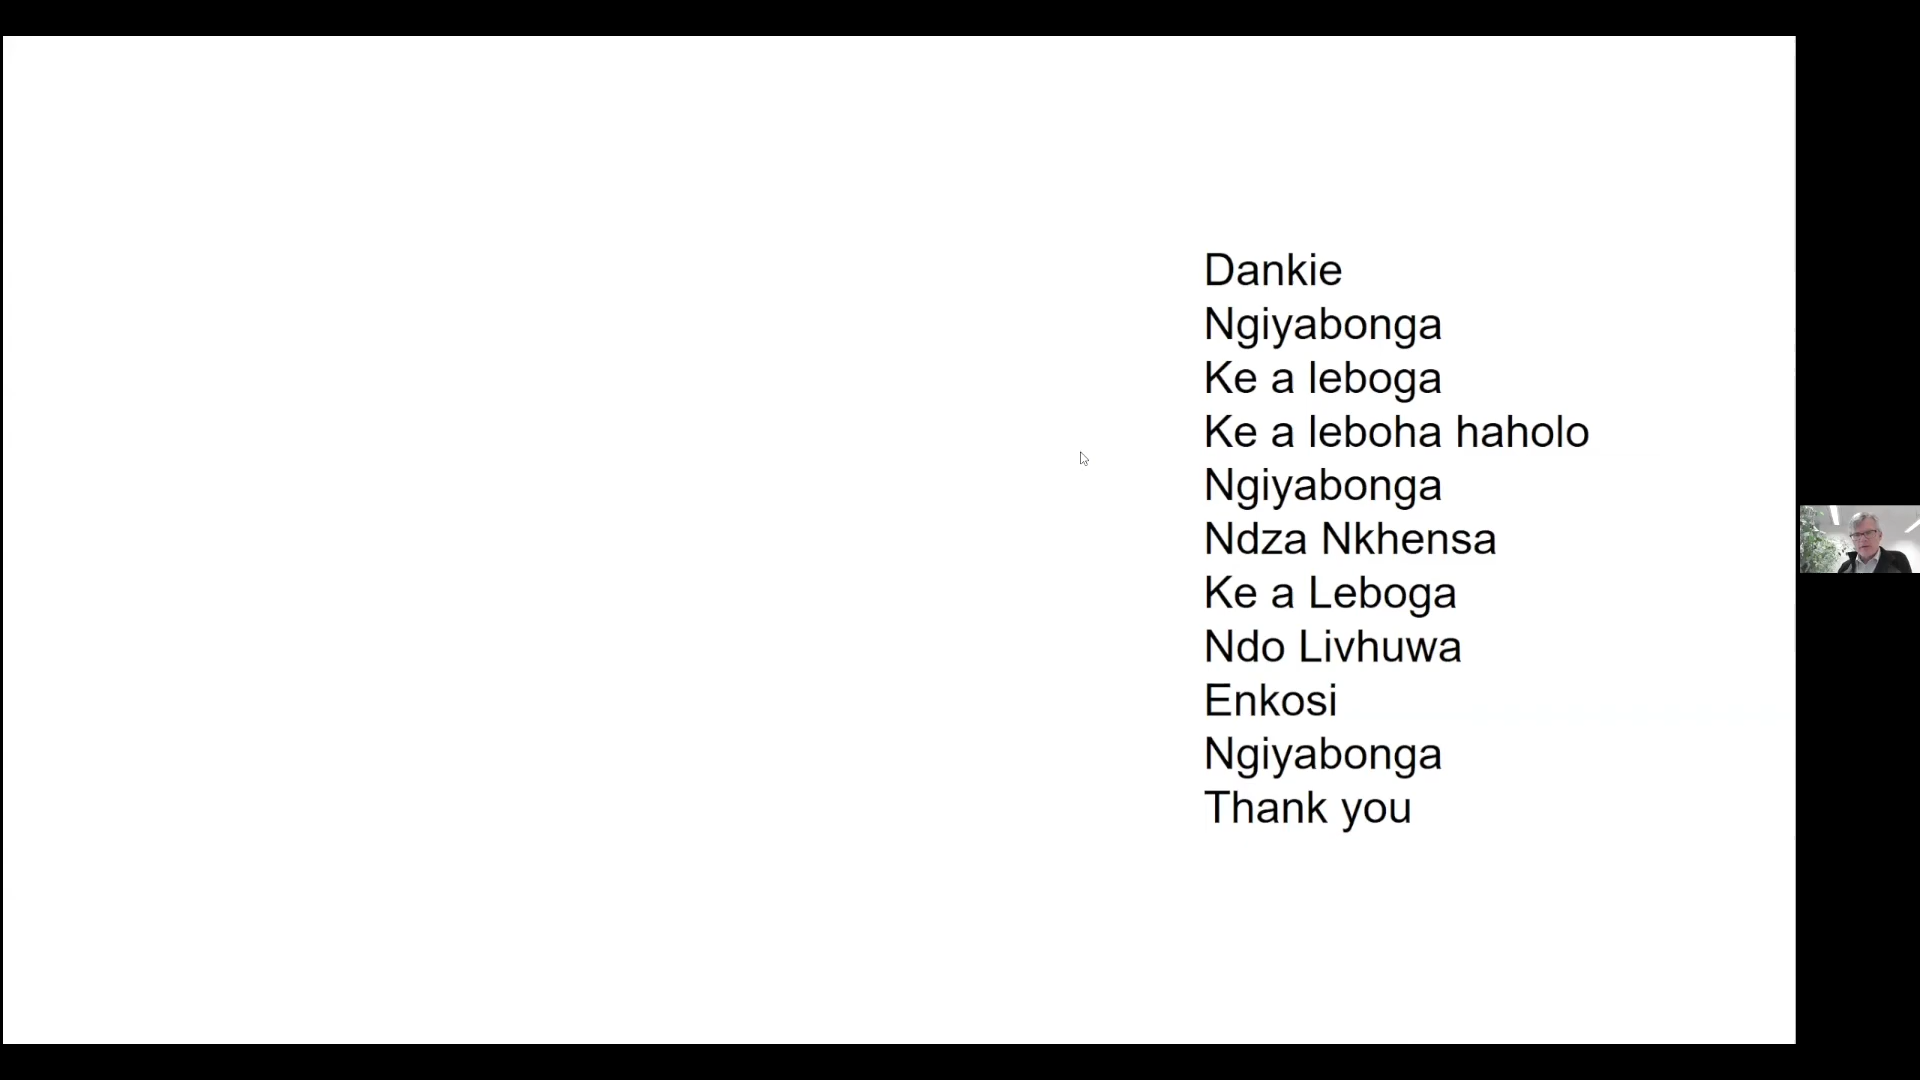 Dankie
Ngiyabonga
Ke a leboga
Ke a leboha haholo
Ngiyabonga
Ndza Nkhensa
Ke a Leboga
Ndo Livhuwa
Enkosi
Ngiyabonga
Thank you